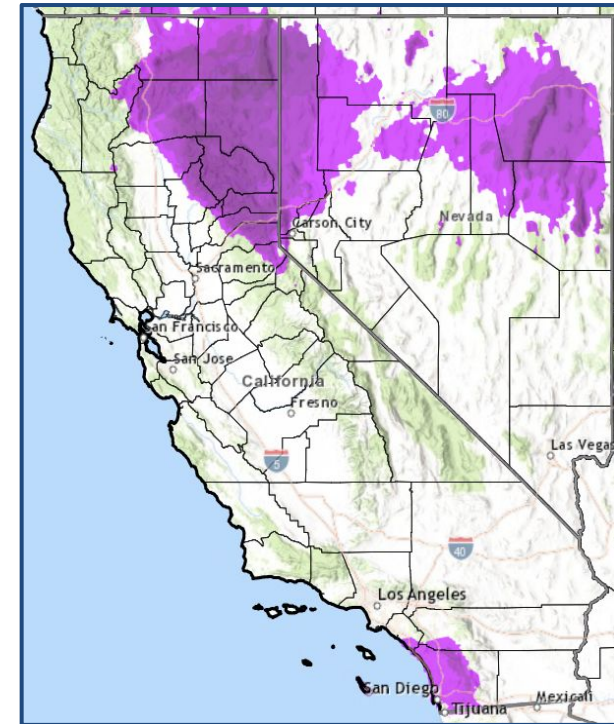 80
Carson City
Nevada
Sacramento
San Francisco
San Jose
California
Fresno
5
Las Vegas
40
Los Angeles
San Diego
Tijuana
Mexicali